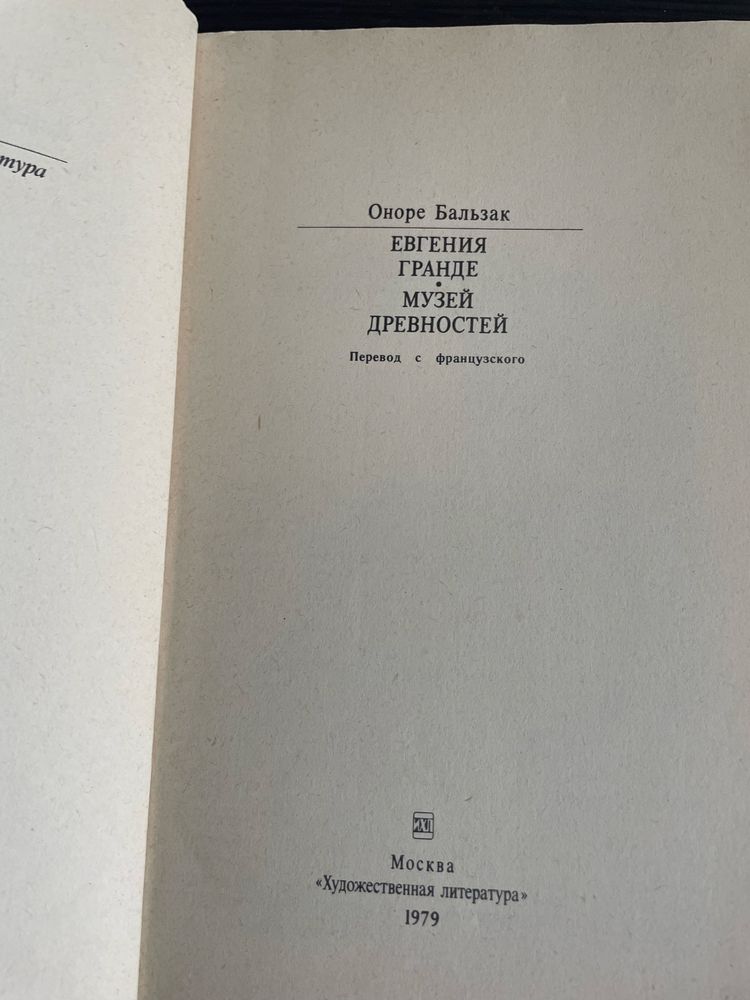 тура
Оноре Бальзак
ЕВГЕНИЯ
ГРАНДЕ
•
МУЗЕЙ
ДРЕВНОСТЕЙ
Перевод с французского
Москва
«Художественная литература»
1979